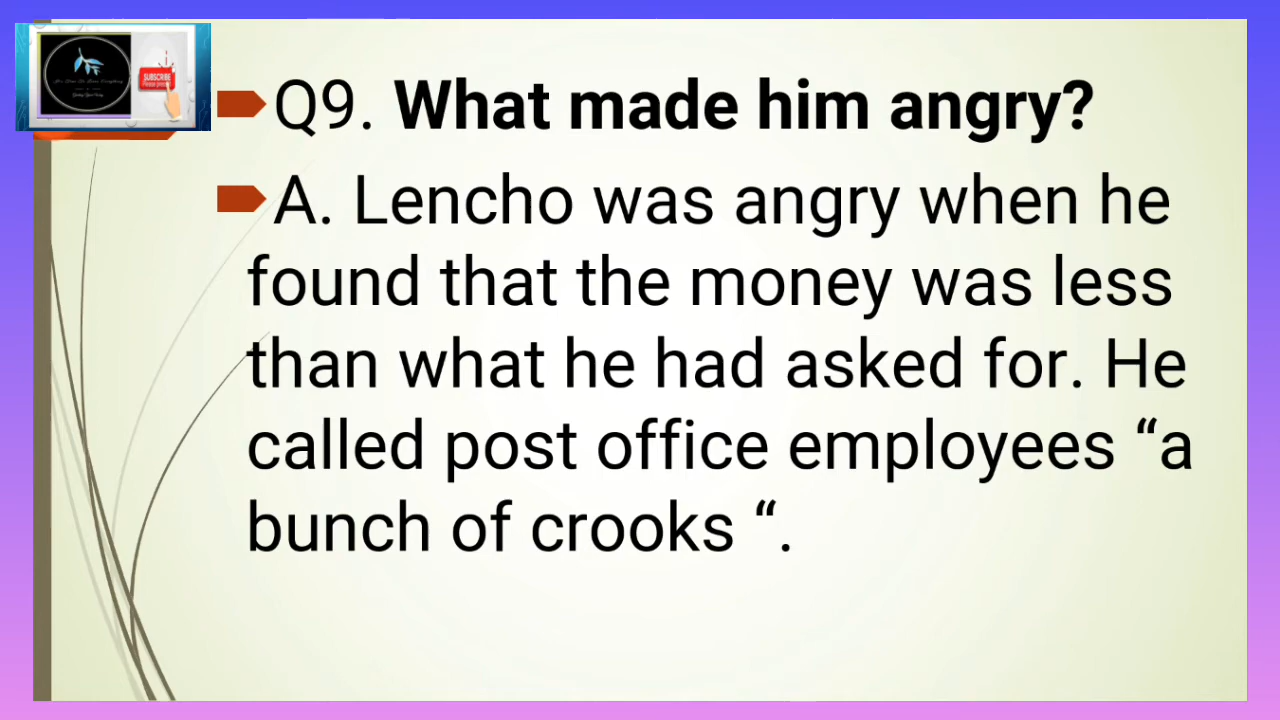 SUBSCRIBE
Q9. What made him angry?
A. Lencho was angry when he
found that the money was less
than what he had asked for. He
called post office employees “a
bunch of crooks “.